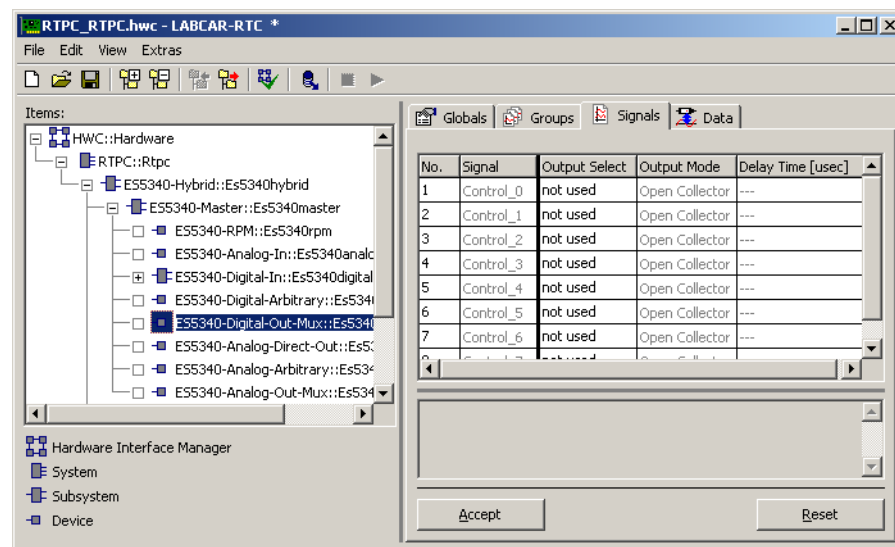 RTPC_RTPC.hwc - LABCAR-RTC *
File Edit View Extras
Items:
HWC::Hardware
RTPC::Rtpc
ES5340-Hybrid::Es5340hybrid
ES5340-Master::Es5340master
ES5340-RPM::Es5340rpm
ES5340-Analog-In::Es5340analo
ES5340-Digital-In::Es5340digital
ES5340-Digital-Arbitrary::Es534
ES5340-Digital-Out-Mux::Es534
ES5340-Analog-Direct-Out::Es5
ES5340-Analog-Arbitrary::Es534
ES5340-Analog-Out-Mux::Es534
Hardware Interface Manager
System
Subsystem
Device
Globals Groups Signals Data
No. Signal Output Select Output Mode Delay Time [usec]
1 Control_0 not used Open Collector ---
2 Control_1 not used Open Collector ---
3 Control_2 not used Open Collector ---
4 Control_3 not used Open Collector ---
5 Control_4 not used Open Collector ---
6 Control_5 not used Open Collector ---
7 Control_6 not used Open Collector ---
Accept Reset